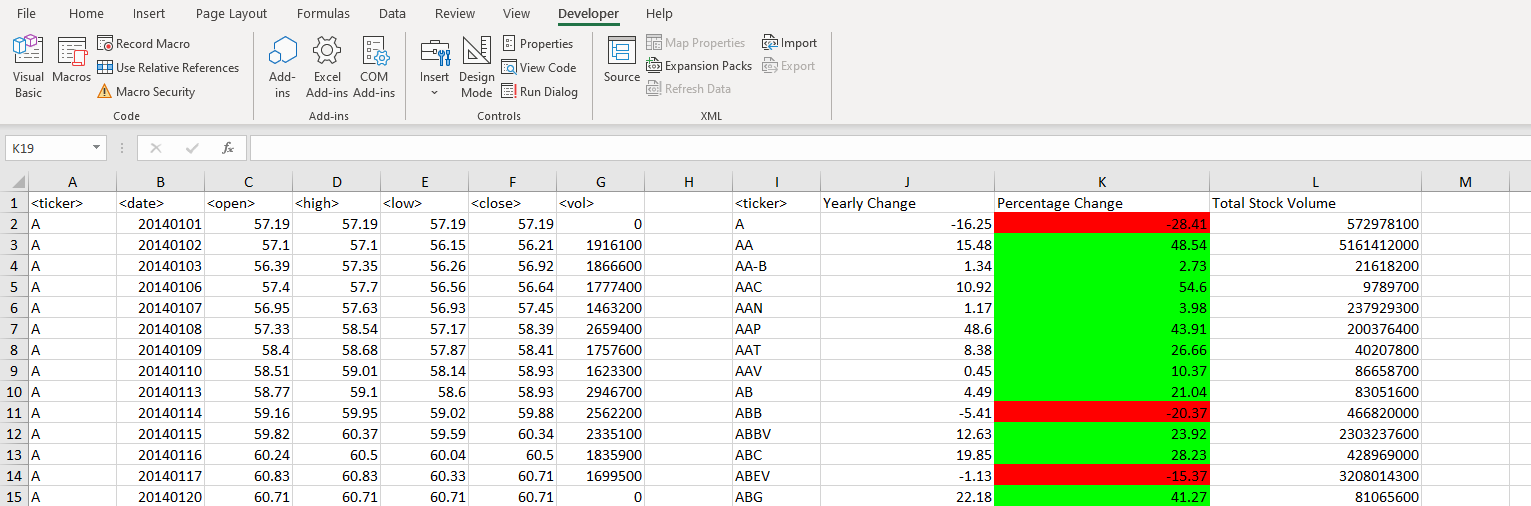 File Home Insert Page Layout Formulas Data Review View Developer Help
Visual Basic Macros Record Macro Use Relative References Macro Security Code
Add-ins Excel Add-ins COM Add-ins Add-ins
Insert Design Mode Properties View Code Run Dialog Controls
Source Map Properties Expansion Packs Refresh Data Import Export XML
K19 fx
A B C D E F G H I J K L M
1 <ticker> <date> <open> <high> <low> <close> <vol> <ticker> Yearly Change Percentage Change Total Stock Volume
2 A 20140101 57.19 57.19 57.19 57.19 0 A -16.25 -28.41 572978100
3 A 20140102 57.1 57.1 56.15 56.21 1916100 AA 15.48 48.54 5161412000
4 A 20140103 56.39 57.35 56.26 56.92 1866600 AA-B 1.34 2.73 21618200
5 A 20140106 57.4 57.7 56.56 56.64 1777400 AAC 10.92 54.6 9789700
6 A 20140107 56.95 57.63 56.93 57.45 1463200 AAN 1.17 3.98 237929300
7 A 20140108 57.33 58.54 57.17 58.39 2659400 AAP 48.6 43.91 200376400
8 A 20140109 58.4 58.68 57.87 58.41 1757600 AAT 8.38 26.66 40207800
9 A 20140110 58.51 59.01 58.14 58.93 1623300 AAV 0.45 10.37 86658700
10 A 20140113 58.77 59.1 58.6 58.93 2946700 AB 4.49 21.04 83051600
11 A 20140114 59.16 59.95 59.02 59.88 2562200 ABB -5.41 -20.37 466820000
12 A 20140115 59.82 60.37 59.59 60.34 2335100 ABBV 12.63 23.92 2303237600
13 A 20140116 60.24 60.5 60.04 60.5 1835900 ABC 19.85 28.23 428969000
14 A 20140117 60.83 60.83 60.33 60.71 1699500 ABEV -1.13 -15.37 3208014300
15 A 20140120 60.71 60.71 60.71 60.71 0 ABG 22.18 41.27 81065600